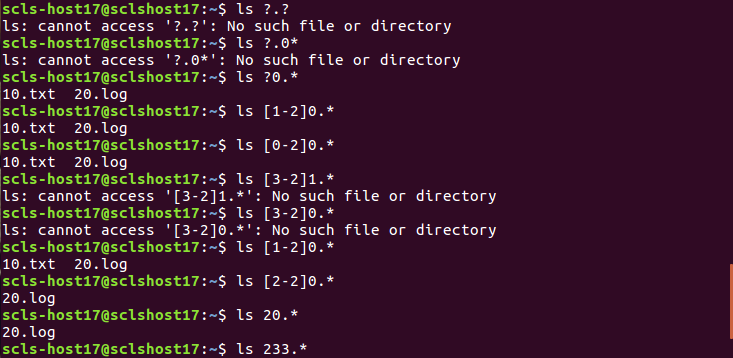 scls-host17@sclshost17:~$ ls ?.?
ls: cannot access '?.?': No such file or directory
scls-host17@sclshost17:~$ ls ?.0*
ls: cannot access '?.0*': No such file or directory
scls-host17@sclshost17:~$ ls ?0.*
10.txt  20.log
scls-host17@sclshost17:~$ ls [1-2]0.*
10.txt  20.log
scls-host17@sclshost17:~$ ls [0-2]0.*
10.txt  20.log
scls-host17@sclshost17:~$ ls [3-2]1.*
ls: cannot access '[3-2]1.*': No such file or directory
scls-host17@sclshost17:~$ ls [3-2]0.*
ls: cannot access '[3-2]0.*': No such file or directory
scls-host17@sclshost17:~$ ls [1-2]0.*
10.txt  20.log
scls-host17@sclshost17:~$ ls [2-2]0.*
20.log
scls-host17@sclshost17:~$ ls 20.*
20.log
scls-host17@sclshost17:~$ ls 233.*